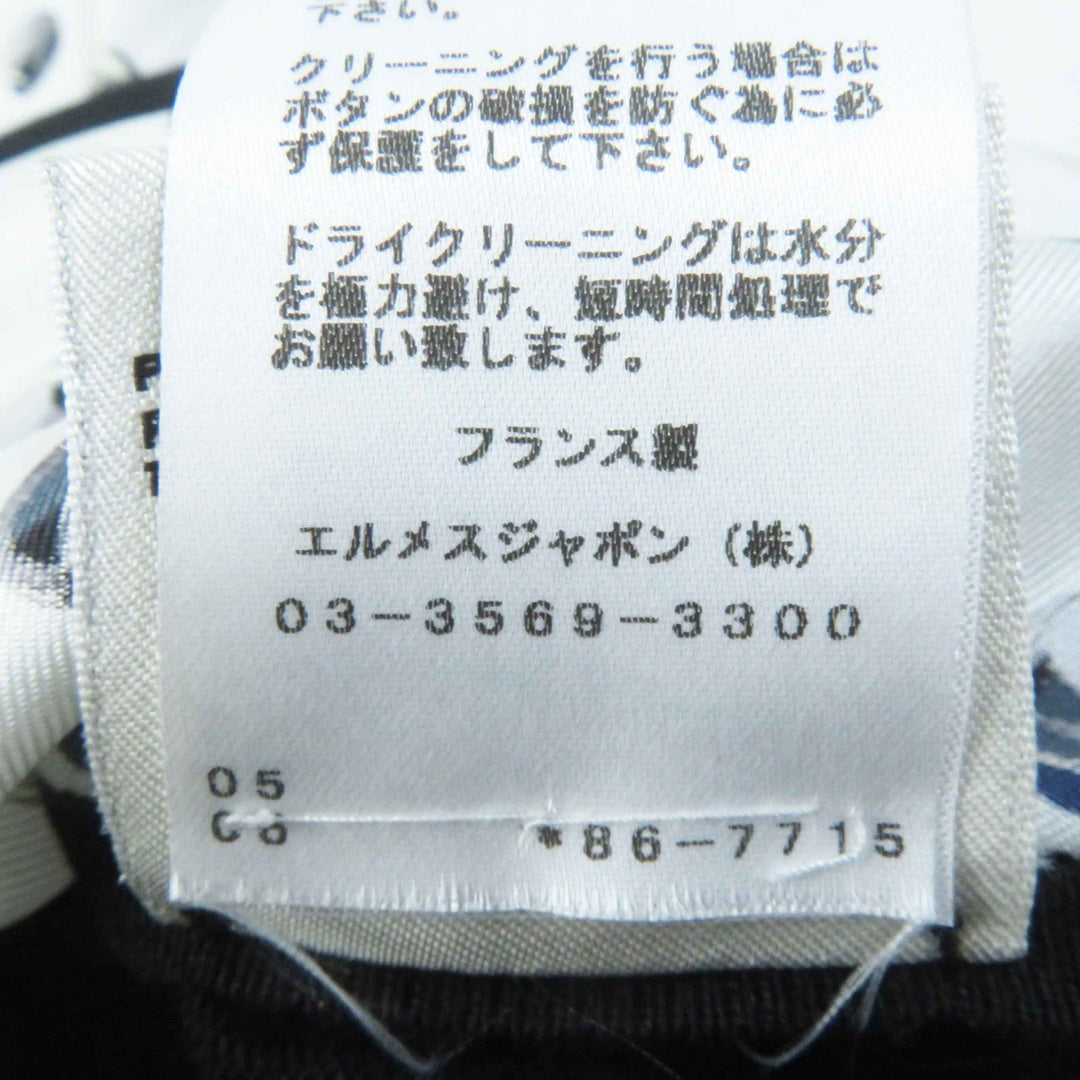 下さい。
クリーニングを行う場合は
ボタンの破損を防ぐ為に必
ず保護をして下さい。
ドライクリーニングは水分
を極力避け、短時間処理で
お願い致します。
フランス製
エルメスジャポン（株）
03-3569-3300
05
06
*86-7715